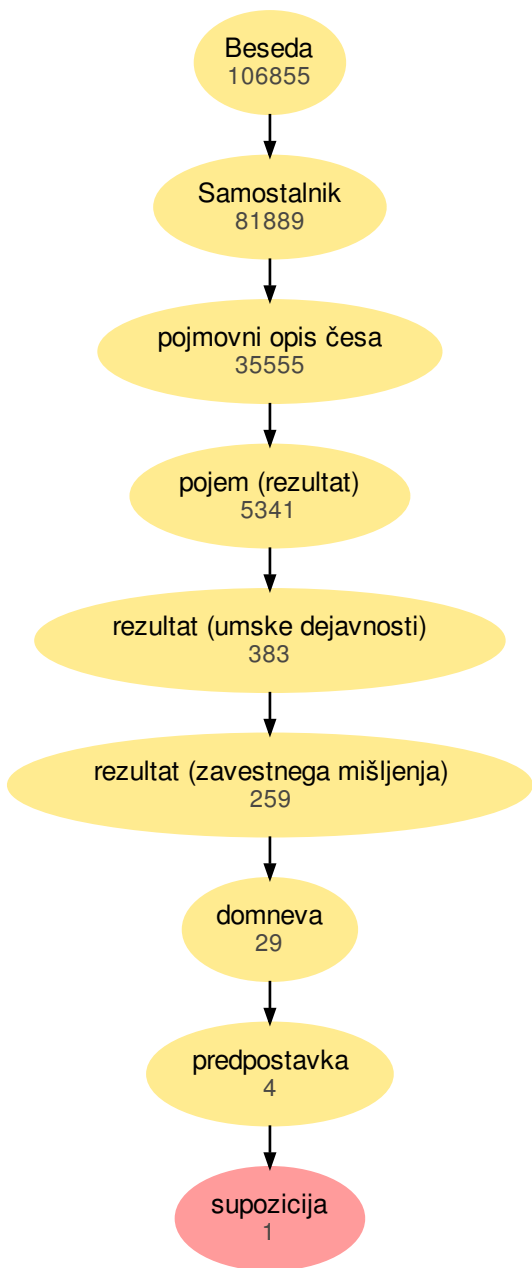 Beseda
106855
Samostalnik
81889
pojmovni opis česa
35555
pojem (rezultat)
5341
rezultat (umske dejavnosti)
383
rezultat (zavestnega mišljenja)
259
domneva
29
predpostavka
4
supozicija
1